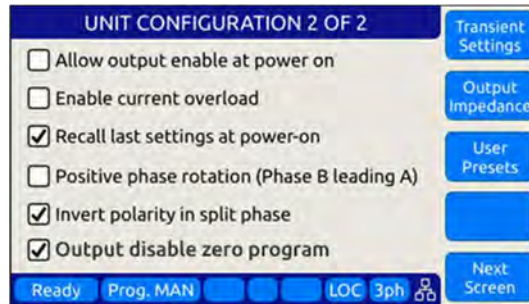 UNIT CONFIGURATION 2 OF 2
Allow output enable at power on
Enable current overload
Recall last settings at power-on
Positive phase rotation (Phase B leading A)
Invert polarity in split phase
Output disable zero program
Transient
Settings
Output
Impedance
User
Presets
Next
Screen
Ready
Prog. MAN
LOC
3ph